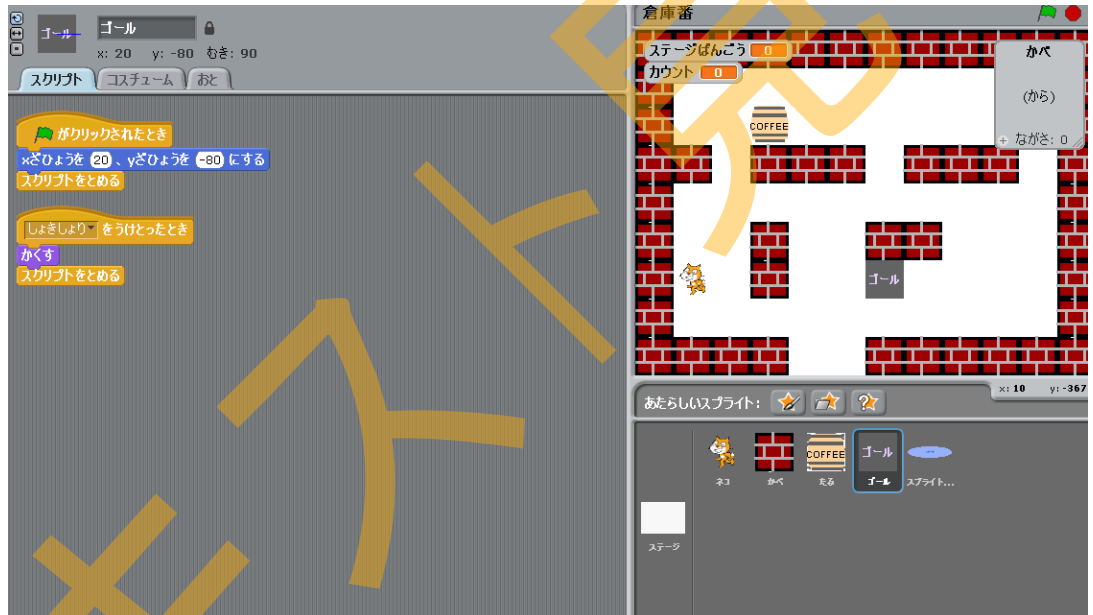 ゴール
ゴール
x: 20 y: -80 むき: 90
スクリプト コスチューム おと
がクリックされたとき
xざひょうを 20 、yざひょうを -80 にする
スクリプトをとめる
しょきしょり をうけとったとき
かくす
スクリプトをとめる
倉庫番
ステージばんごう 0
カウント 0
かべ
(から)
ながさ: 0
COFFEE
ゴール
x: 10 y: -367
あたらしいスプライト:
COFFEE
ゴール
ネコ かべ たる ゴール スプライト...
ステージ